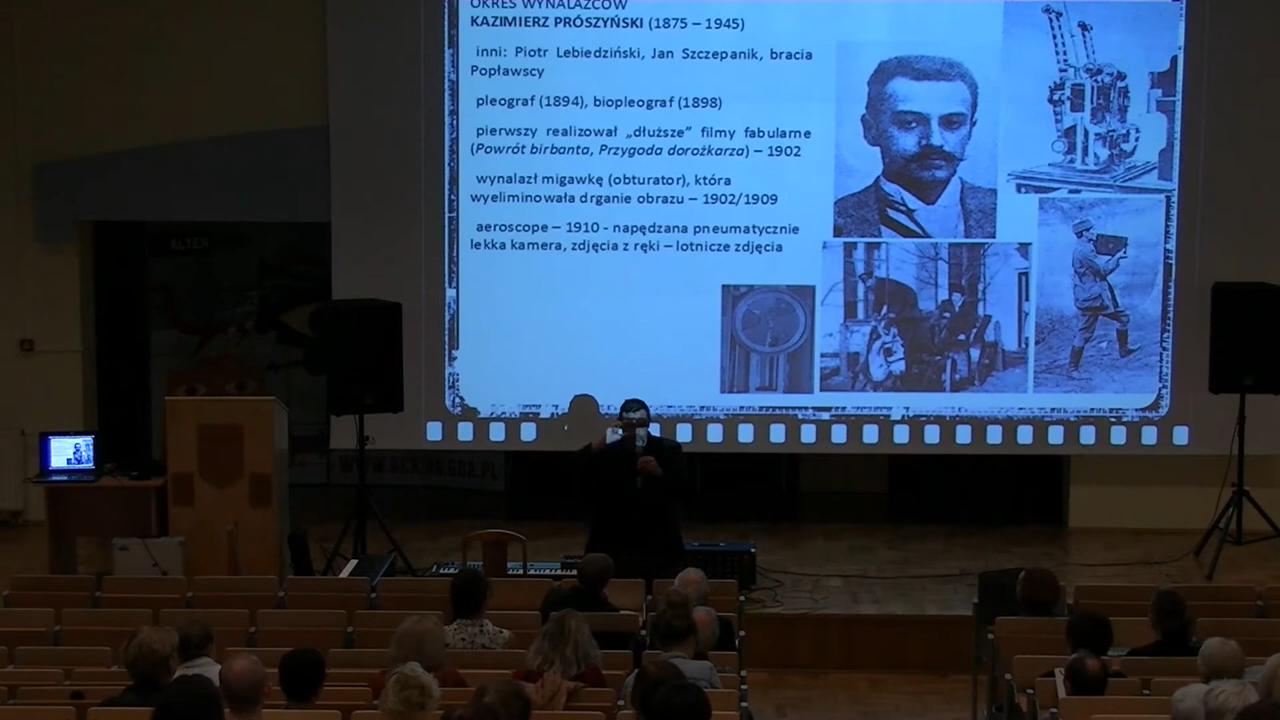 OKRES WYNALAZCÓW
KAZIMIERZ PRÓSZYŃSKI (1875 – 1945)
inni: Piotr Lebiedziński, Jan Szczepanik, bracia
Popławscy
pleograf (1894), biopleograf (1898)
pierwszy realizował „dłuższe” filmy fabularne
(Powrót birbanta, Przygoda dorożkarza) – 1902
wynalazł migawkę (obturator), która
wyeliminowała drganie obrazu – 1902/1909
aeroscope – 1910 - napędzana pneumatycznie
lekka kamera, zdjęcia z ręki – lotnicze zdjęcia
ALTER